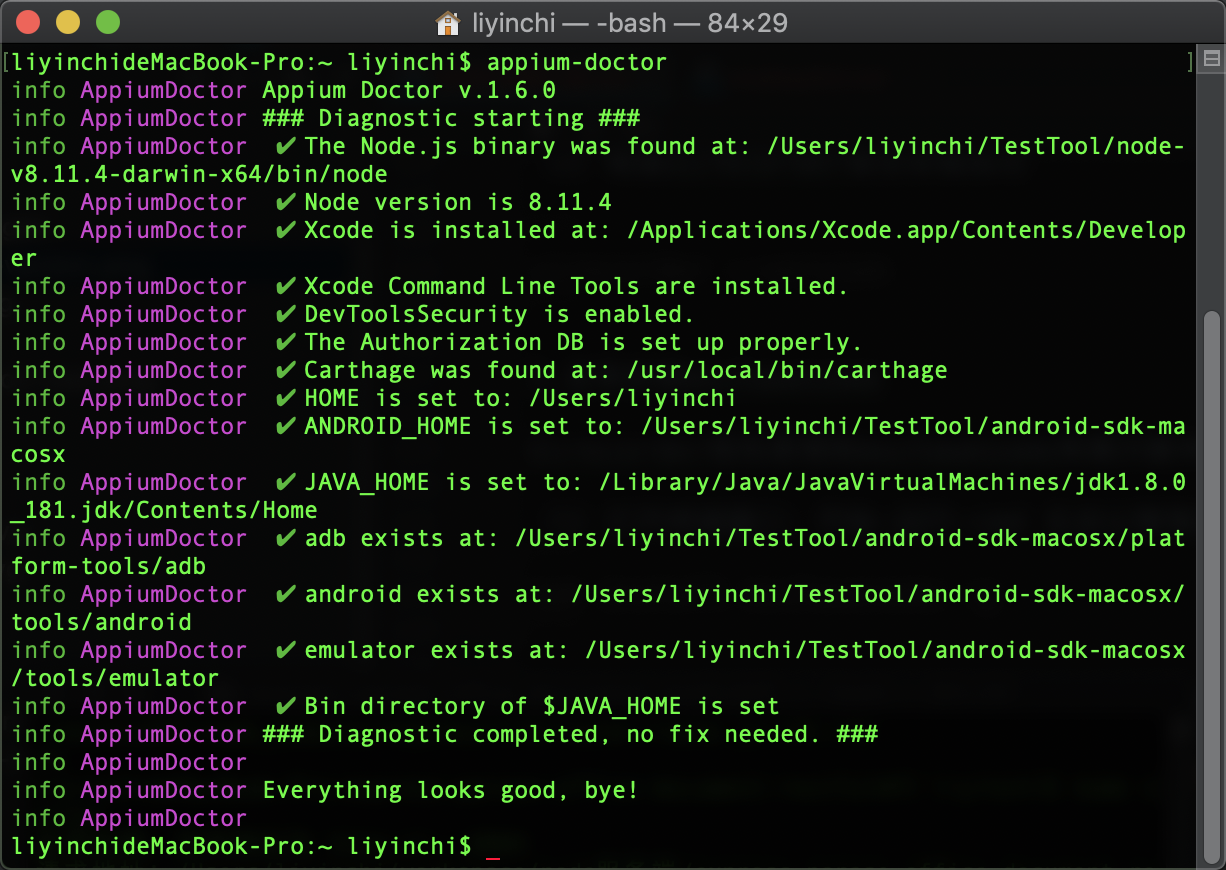 liyinchi — -bash — 84×29
[liyinchideMacBook-Pro:~ liyinchi$ appium-doctor ]
info AppiumDoctor Appium Doctor v.1.6.0
info AppiumDoctor ### Diagnostic starting ###
info AppiumDoctor  ✔ The Node.js binary was found at: /Users/liyinchi/TestTool/node-
v8.11.4-darwin-x64/bin/node
info AppiumDoctor  ✔ Node version is 8.11.4
info AppiumDoctor  ✔ Xcode is installed at: /Applications/Xcode.app/Contents/Develop
er
info AppiumDoctor  ✔ Xcode Command Line Tools are installed.
info AppiumDoctor  ✔ DevToolsSecurity is enabled.
info AppiumDoctor  ✔ The Authorization DB is set up properly.
info AppiumDoctor  ✔ Carthage was found at: /usr/local/bin/carthage
info AppiumDoctor  ✔ HOME is set to: /Users/liyinchi
info AppiumDoctor  ✔ ANDROID_HOME is set to: /Users/liyinchi/TestTool/android-sdk-ma
cosx
info AppiumDoctor  ✔ JAVA_HOME is set to: /Library/Java/JavaVirtualMachines/jdk1.8.0
_181.jdk/Contents/Home
info AppiumDoctor  ✔ adb exists at: /Users/liyinchi/TestTool/android-sdk-macosx/plat
form-tools/adb
info AppiumDoctor  ✔ android exists at: /Users/liyinchi/TestTool/android-sdk-macosx/
tools/android
info AppiumDoctor  ✔ emulator exists at: /Users/liyinchi/TestTool/android-sdk-macosx
/tools/emulator
info AppiumDoctor  ✔ Bin directory of $JAVA_HOME is set
info AppiumDoctor ### Diagnostic completed, no fix needed. ###
info AppiumDoctor
info AppiumDoctor Everything looks good, bye!
info AppiumDoctor
liyinchideMacBook-Pro:~ liyinchi$ _